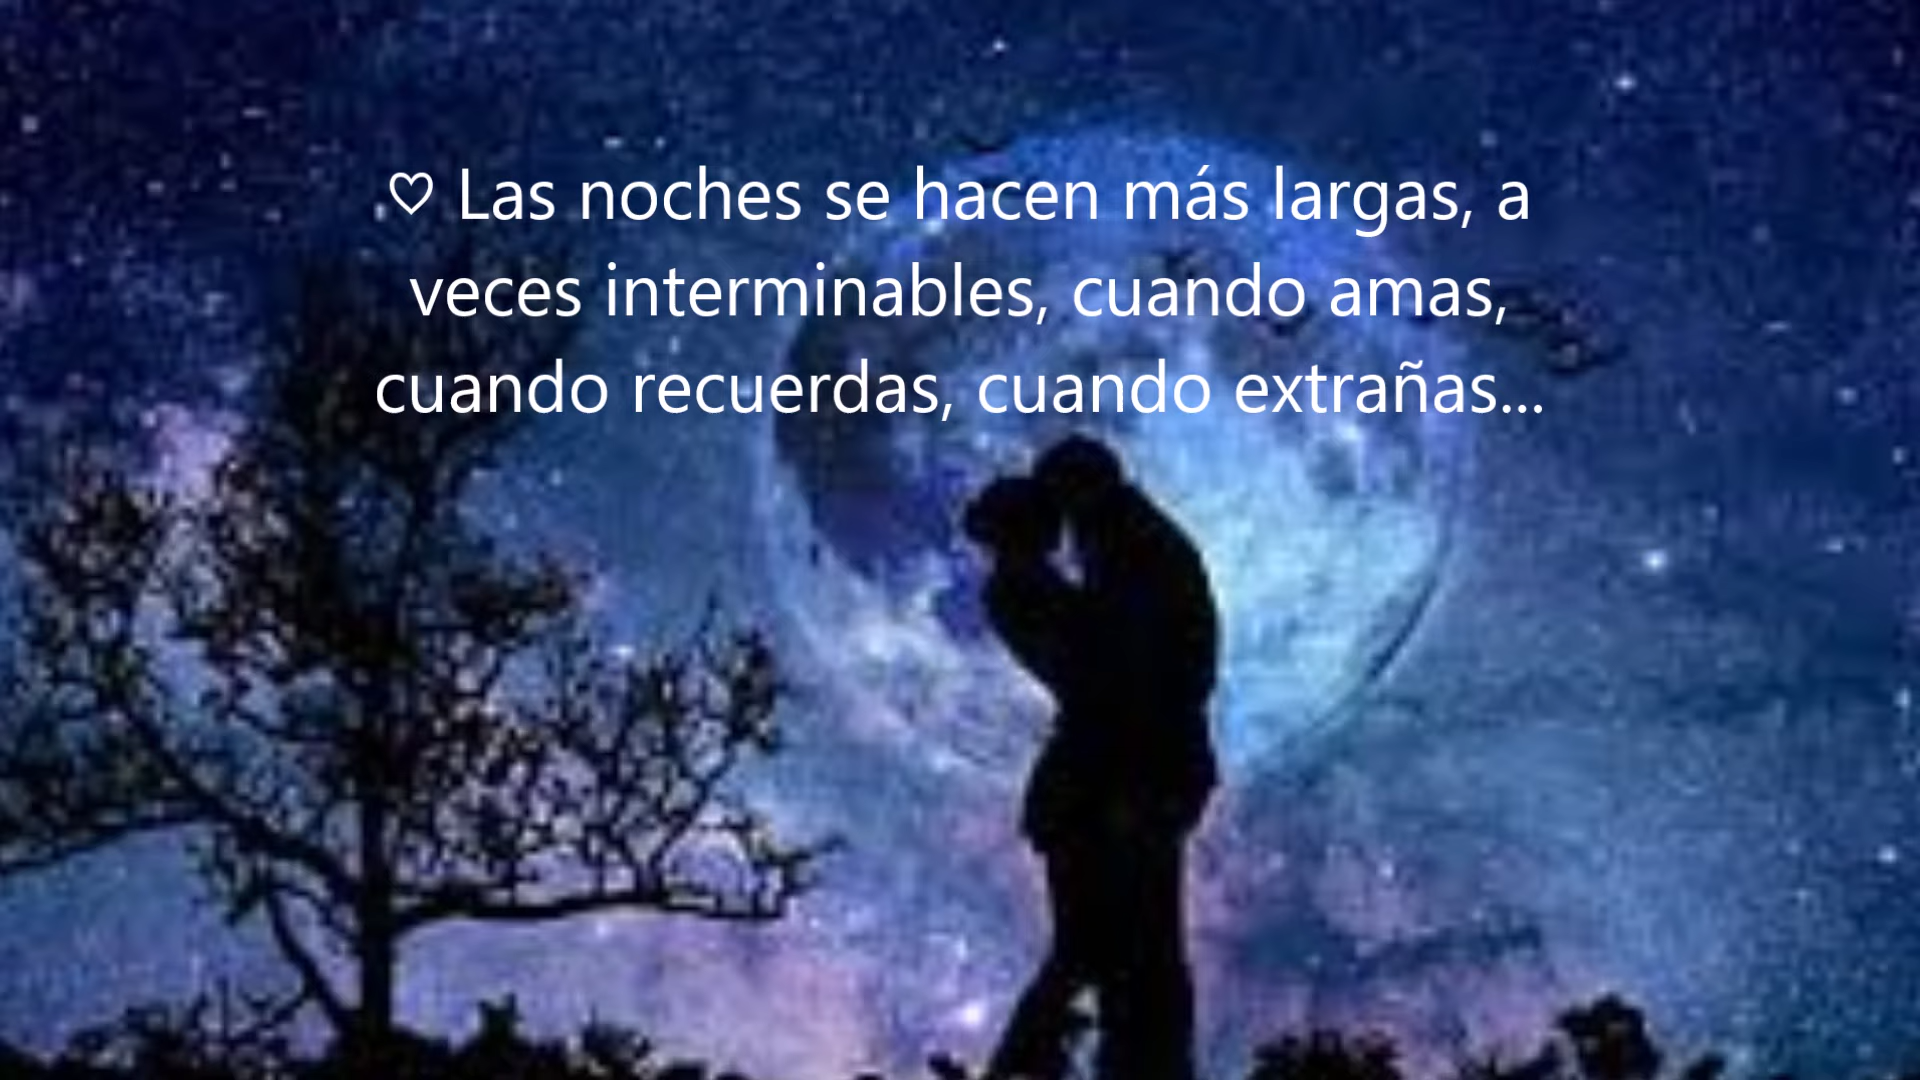 .♡ Las noches se hacen más largas, a
veces interminables, cuando amas,
cuando recuerdas, cuando extrañas...